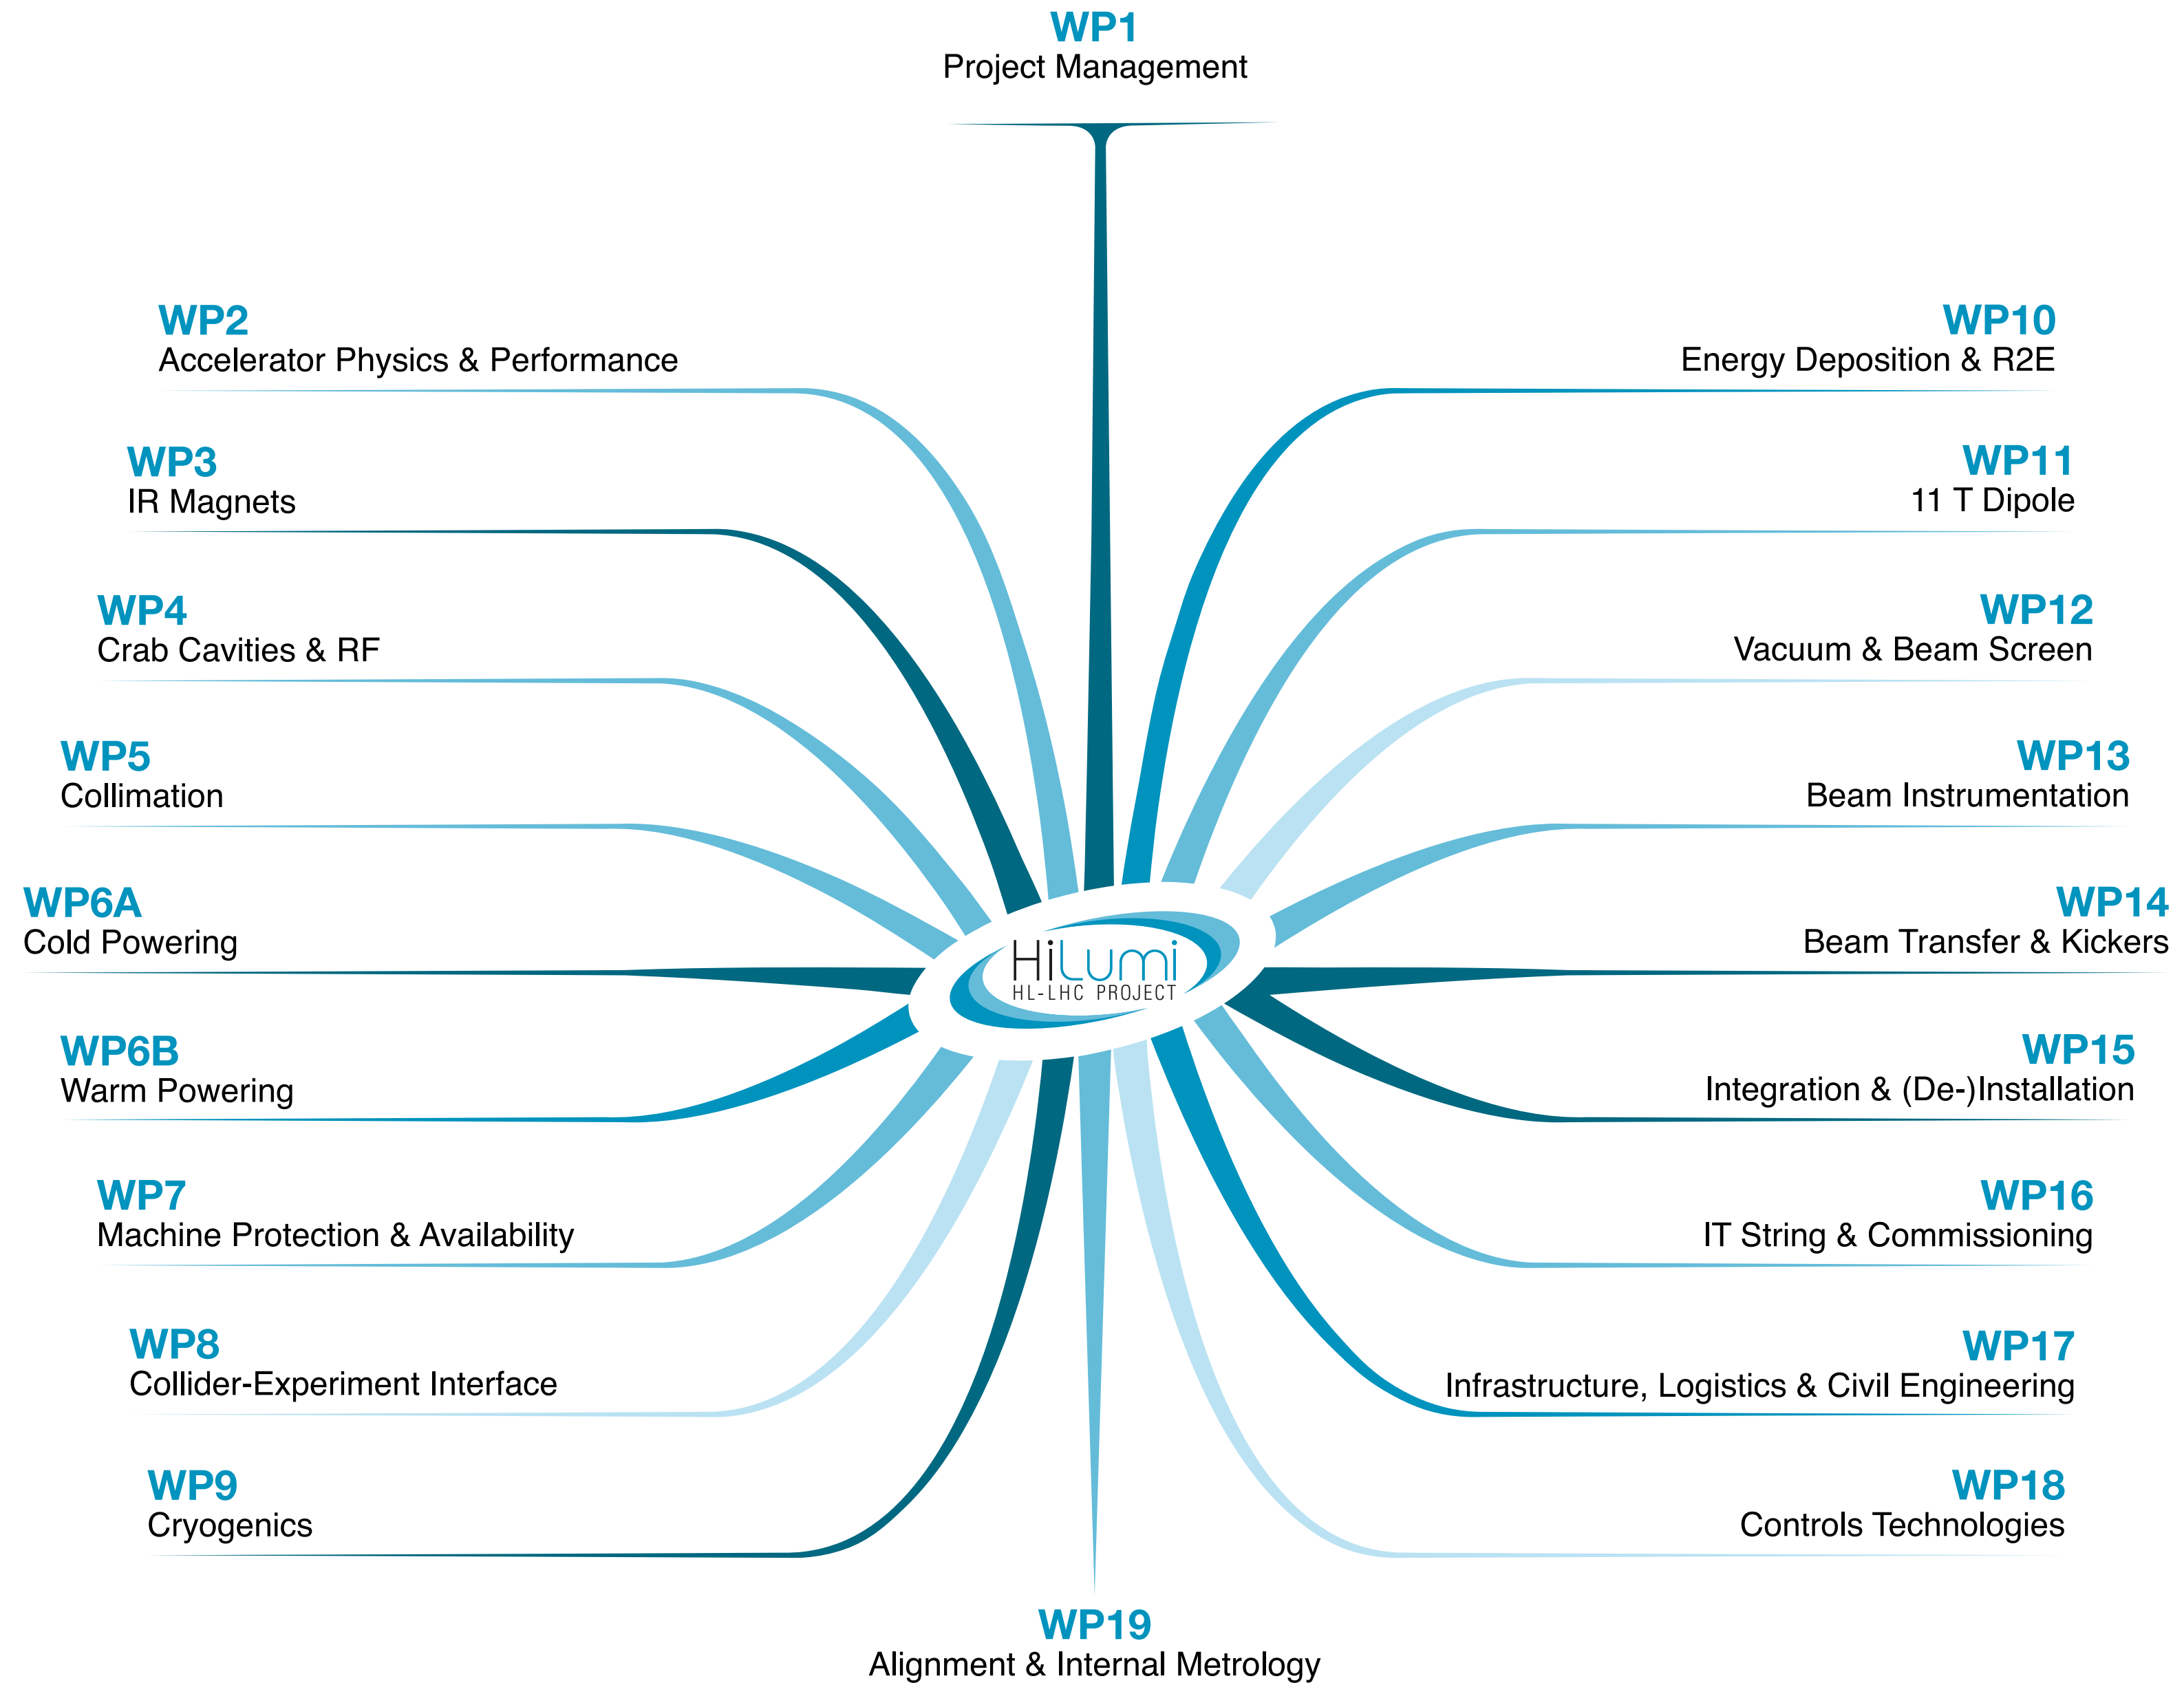 WP1
Project Management
WP2
Accelerator Physics & Performance
WP3
IR Magnets
WP4
Crab Cavities & RF
WP5
Collimation
WP6A
Cold Powering
WP6B
Warm Powering
WP7
Machine Protection & Availability
WP8
Collider-Experiment Interface
WP9
Cryogenics
HiLumi
HL-LHC PROJECT
WP10
Energy Deposition & R2E
WP11
11 T Dipole
WP12
Vacuum & Beam Screen
WP13
Beam Instrumentation
WP14
Beam Transfer & Kickers
WP15
Integration & (De-)Installation
WP16
IT String & Commissioning
WP17
Infrastructure, Logistics & Civil Engineering
WP18
Controls Technologies
WP19
Alignment & Internal Metrology